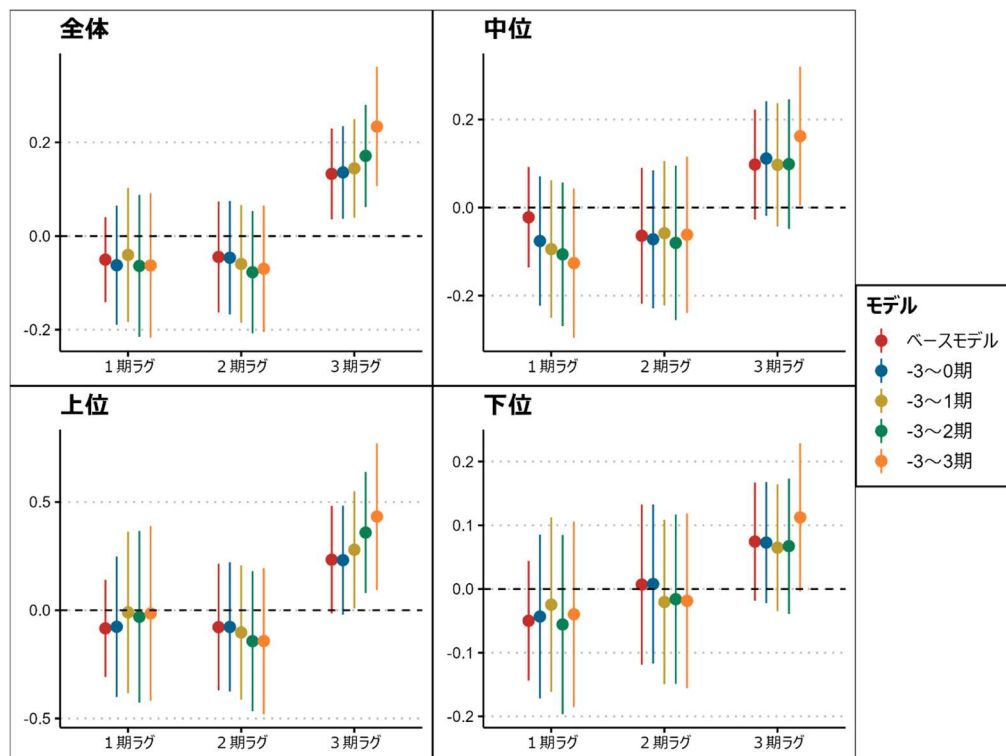 全体
0.2
0.0
-0.2
1期ラグ
2期ラグ
3期ラグ
中位
0.2
0.0
-0.2
1期ラグ
2期ラグ
3期ラグ
上位
0.5
0.0
-0.5
1期ラグ
2期ラグ
3期ラグ
下位
0.2
0.1
0.0
-0.1
-0.2
1期ラグ
2期ラグ
3期ラグ
モデル
ベースモデル
-3～0期
-3～1期
-3～2期
-3～3期